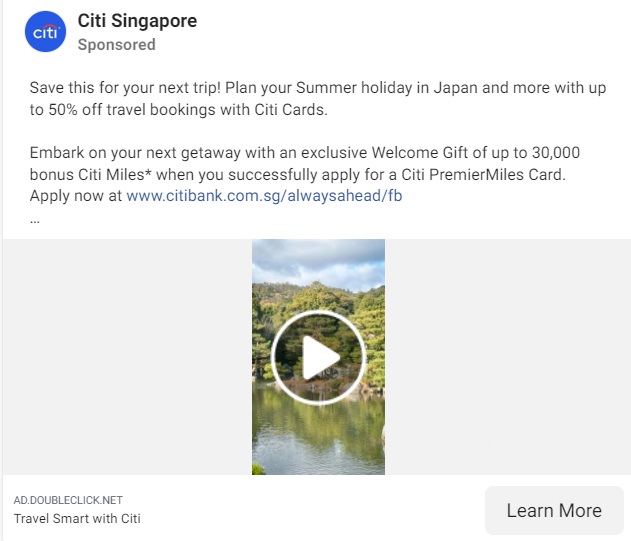 citi
Citi Singapore
Sponsored
Save this for your next trip! Plan your Summer holiday in Japan and more with up
to 50% off travel bookings with Citi Cards.
Embark on your next getaway with an exclusive Welcome Gift of up to 30,000
bonus Citi Miles* when you successfully apply for a Citi PremierMiles Card.
Apply now at www.citibank.com.sg/alwaysahead/fb
...
AD.DOUBLECLICK.NET
Travel Smart with Citi
Learn More